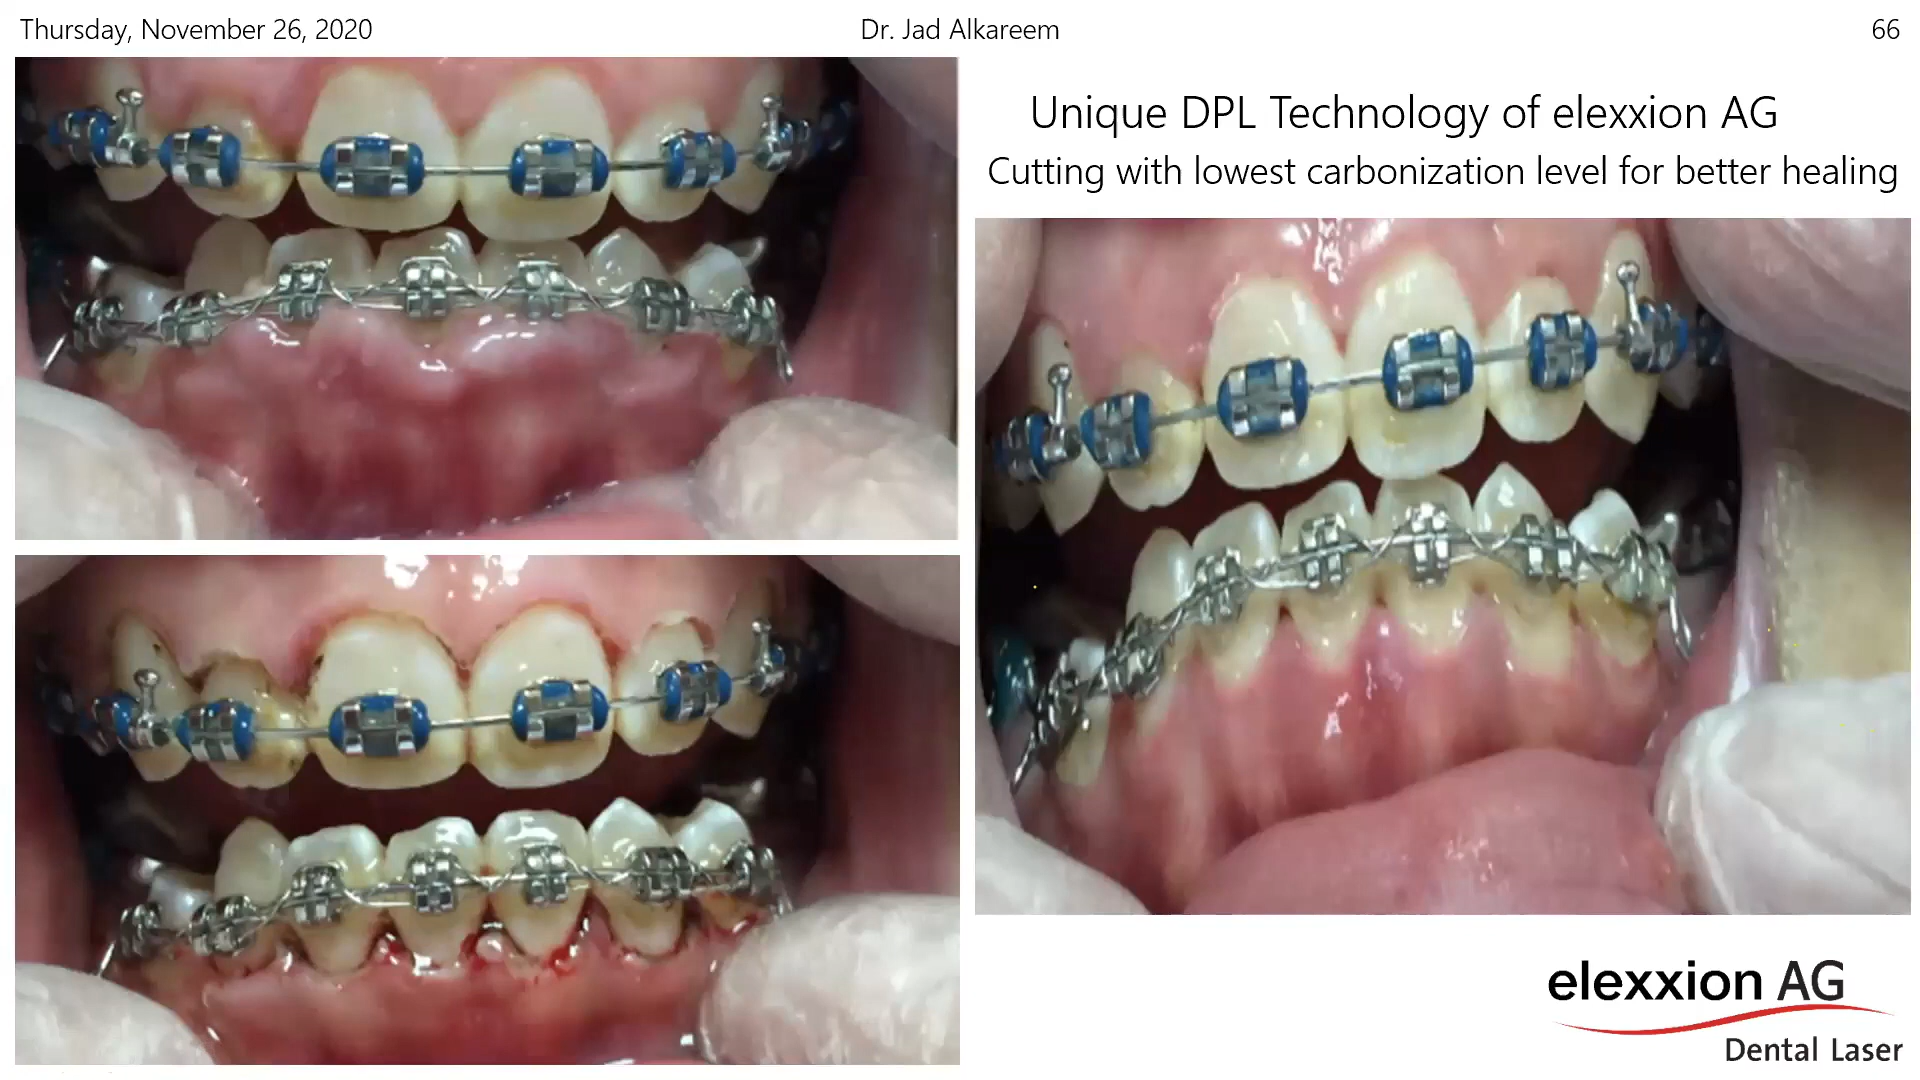 Thursday, November 26, 2020
Dr. Jad Alkareem
66
Unique DPL Technology of elexxion AG
Cutting with lowest carbonization level for better healing
elexxion AG
Dental Laser